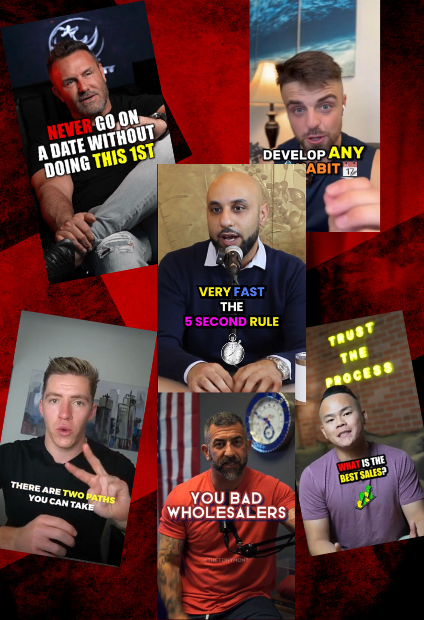 NEVER GO ON
A DATE WITHOUT
DOING THIS 1ST
DEVELOP ANY
ABIT
17
VERY FAST
THE
5 SECOND RULE
TRUST
THE
PROCESS
THERE ARE TWO PATHS
YOU CAN TAKE
YOU BAD
WHOLESALERS
WHAT IS THE
BEST SALES?